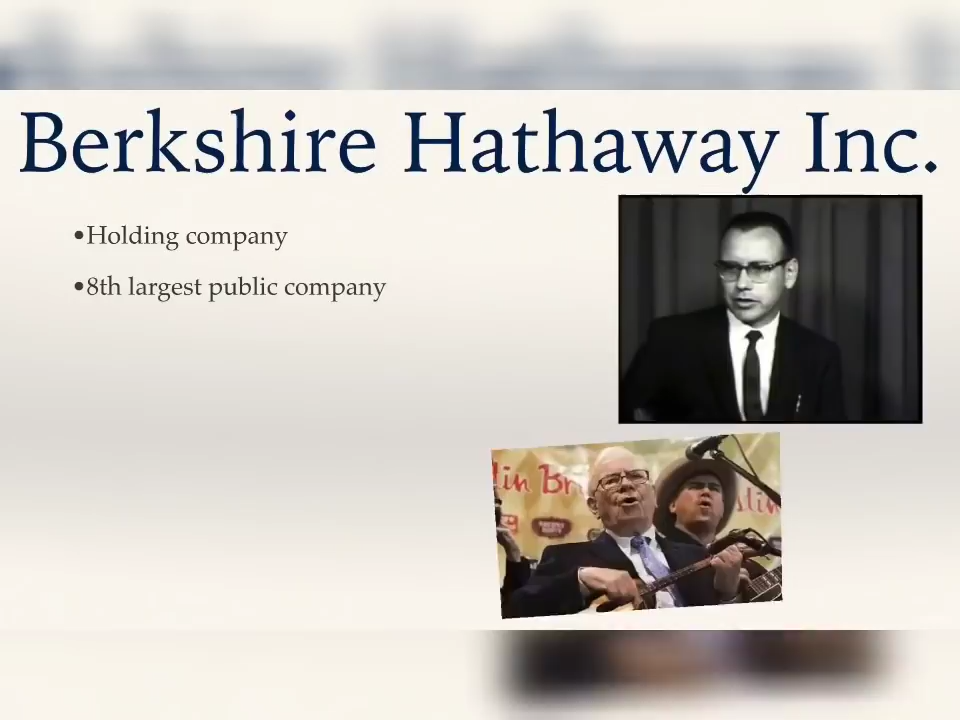 Berkshire Hathaway Inc.
•Holding company
•8th largest public company